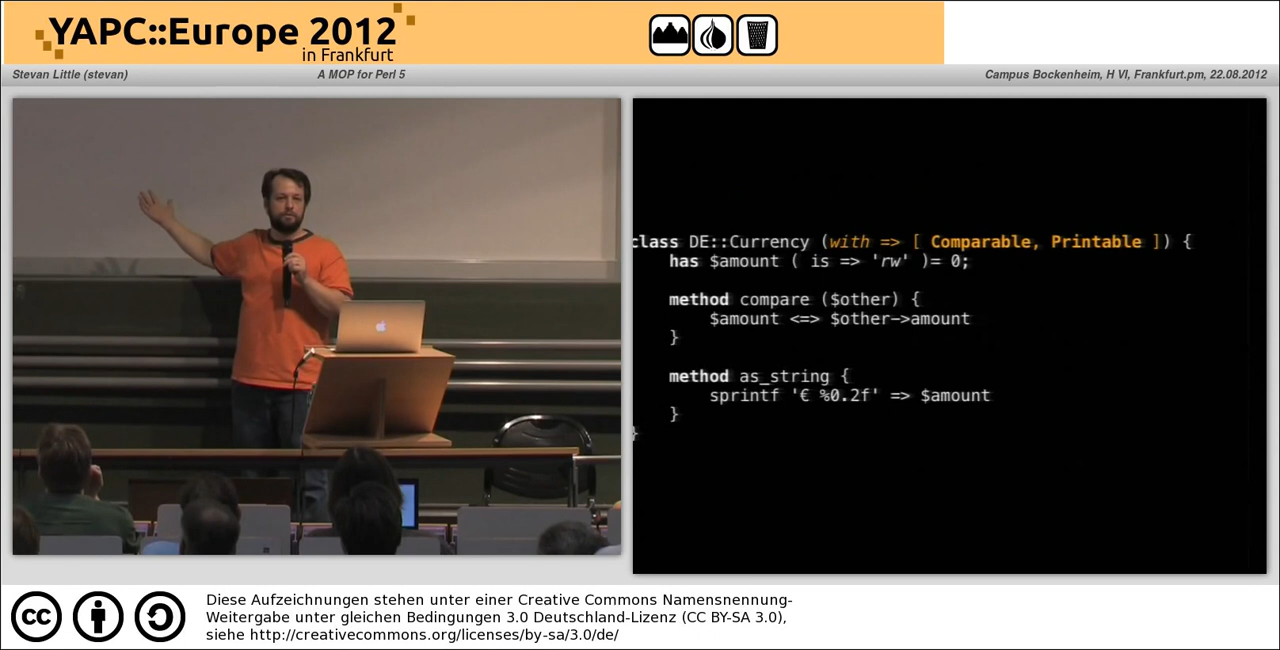 YAPC::Europe 2012
in Frankfurt
Stevan Little (stevan) A MOP for Perl 5 Campus Bockenheim, H VI, Frankfurt.pm, 22.08.2012
class DE::Currency (with => [ Comparable, Printable ]) {
has $amount ( is => 'rw' )= 0;
method compare ($other) {
$amount <=> $other->amount
}
method as_string {
sprintf '€ %0.2f' => $amount
}
}
cc
Diese Aufzeichnungen stehen unter einer Creative Commons Namensnennung-
Weitergabe unter gleichen Bedingungen 3.0 Deutschland-Lizenz (CC BY-SA 3.0),
siehe http://creativecommons.org/licenses/by-sa/3.0/de/